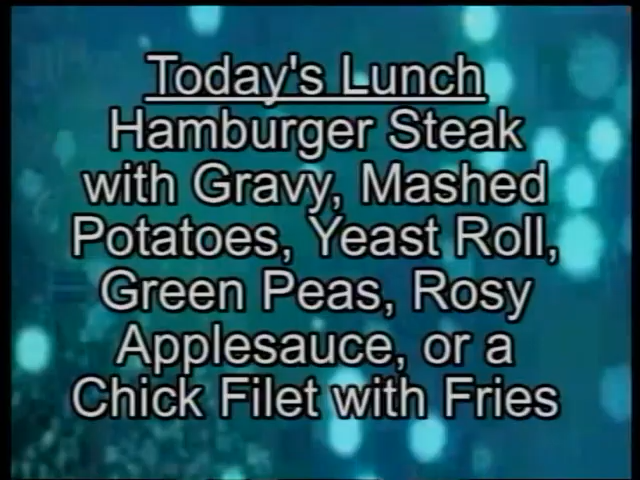 Today's Lunch
Hamburger Steak
with Gravy, Mashed
Potatoes, Yeast Roll,
Green Peas, Rosy
Applesauce, or a
Chick Filet with Fries